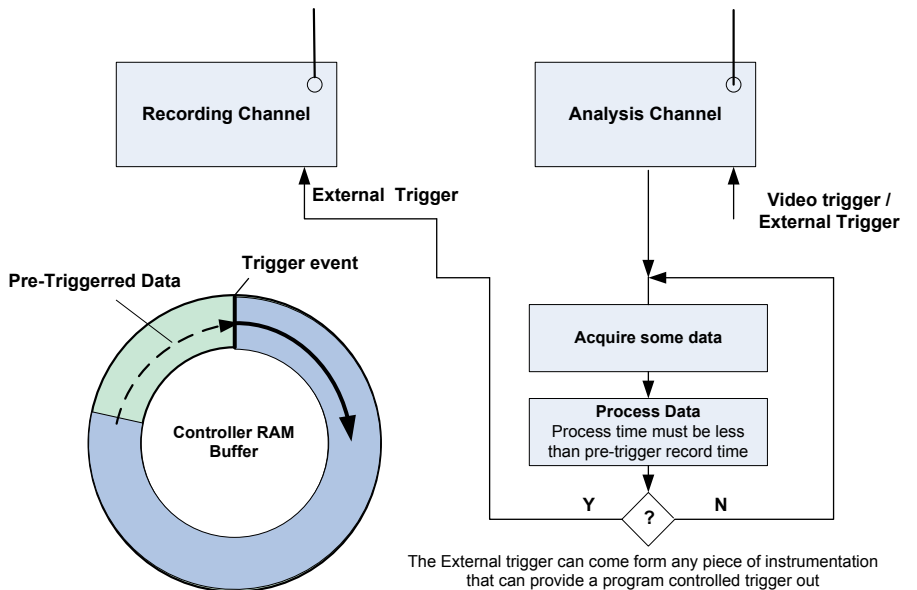 Recording Channel
Analysis Channel
External Trigger
Video trigger /
External Trigger
Trigger event
Pre-Triggerred Data
Controller RAM
Buffer
Acquire some data
Process Data
Process time must be less
than pre-trigger record time
Y
?
N
The External trigger can come form any piece of instrumentation
that can provide a program controlled trigger out